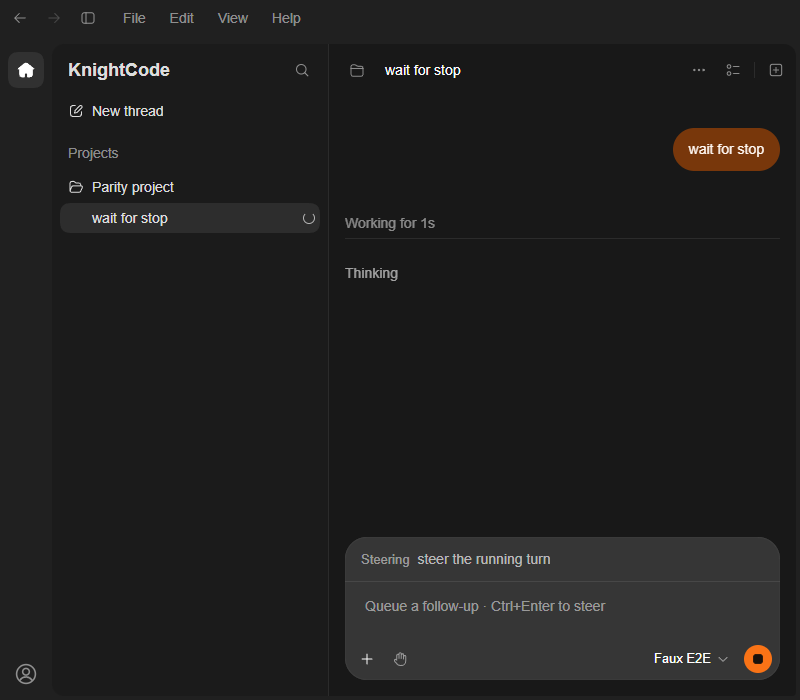 File Edit View Help
KnightCode
New thread
Projects
Parity project
wait for stop
wait for stop
wait for stop
Working for 1s
Thinking
Steering steer the running turn
Queue a follow-up · Ctrl+Enter to steer
Faux E2E